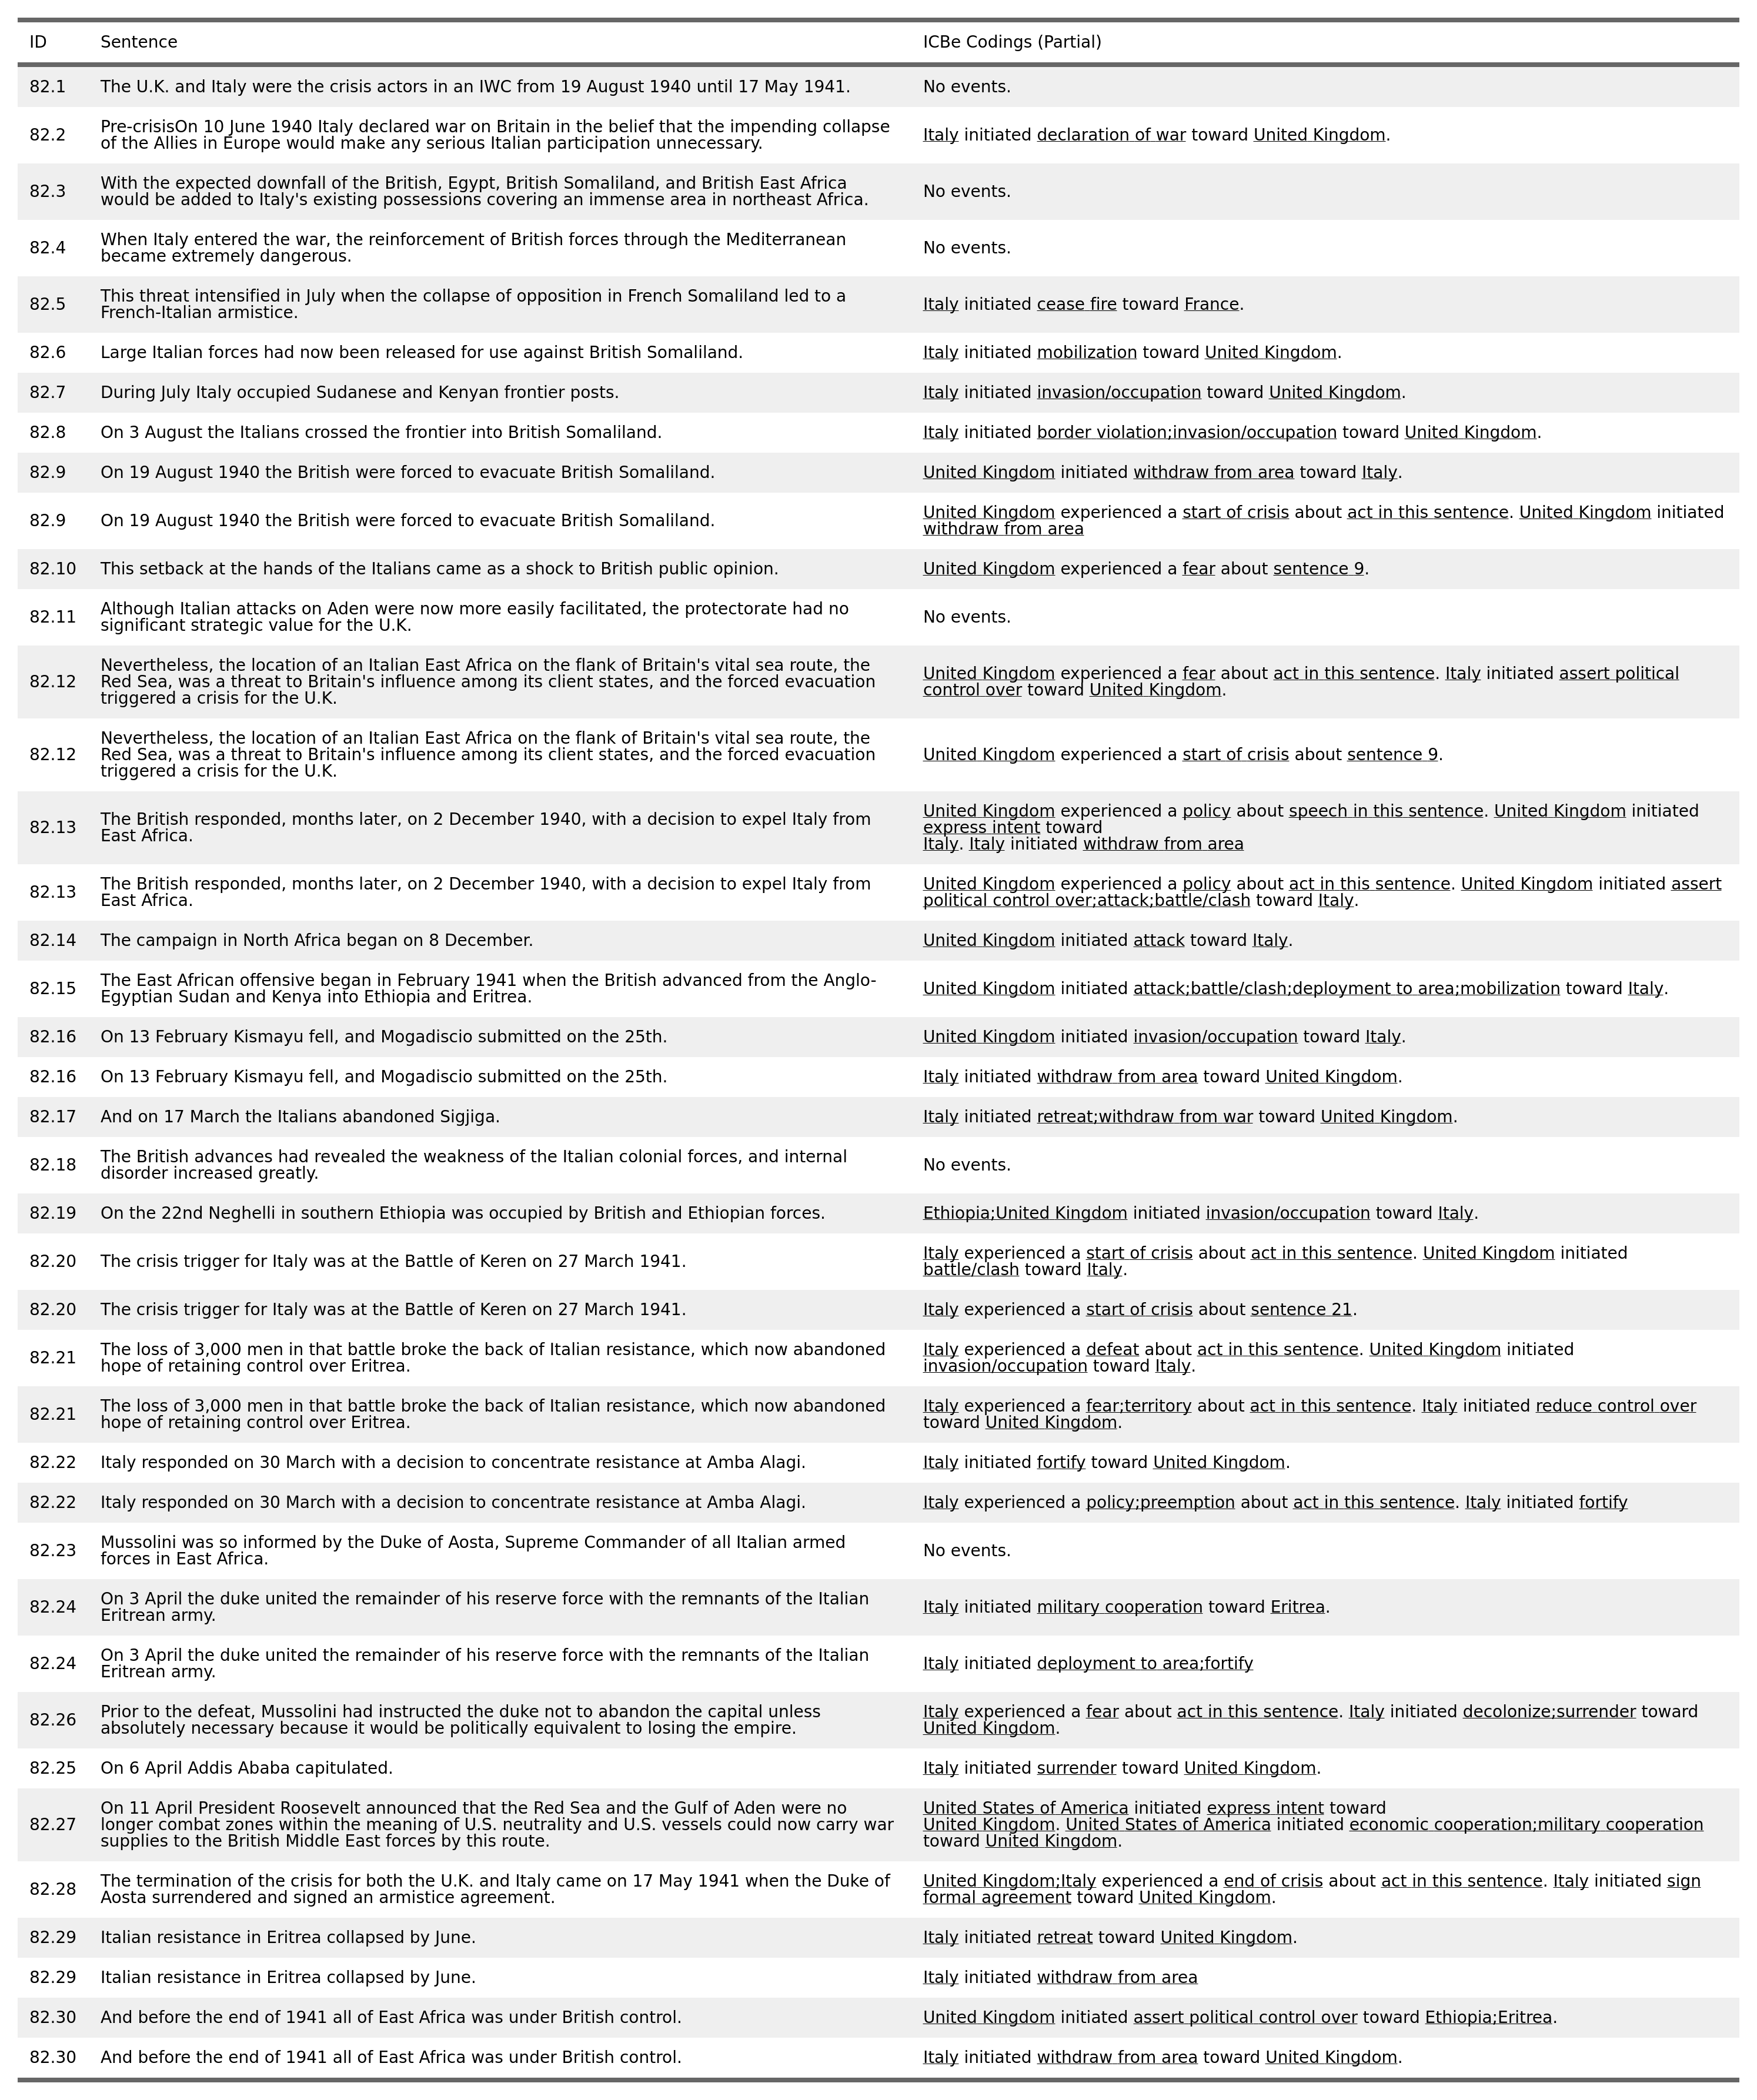 ID Sentence ICBe Codings (Partial)
82.1 The U.K. and Italy were the crisis actors in an IWC from 19 August 1940 until 17 May 1941. No events.
82.2 Pre-crisisOn 10 June 1940 Italy declared war on Britain in the belief that the impending collapse
of the Allies in Europe would make any serious Italian participation unnecessary. Italy initiated declaration of war toward United Kingdom.
82.3 With the expected downfall of the British, Egypt, British Somaliland, and British East Africa
would be added to Italy's existing possessions covering an immense area in northeast Africa. No events.
82.4 When Italy entered the war, the reinforcement of British forces through the Mediterranean
became extremely dangerous. No events.
82.5 This threat intensified in July when the collapse of opposition in French Somaliland led to a
French-Italian armistice. Italy initiated cease fire toward France.
82.6 Large Italian forces had now been released for use against British Somaliland. Italy initiated mobilization toward United Kingdom.
82.7 During July Italy occupied Sudanese and Kenyan frontier posts. Italy initiated invasion/occupation toward United Kingdom.
82.8 On 3 August the Italians crossed the frontier into British Somaliland. Italy initiated border violation;invasion/occupation toward United Kingdom.
82.9 On 19 August 1940 the British were forced to evacuate British Somaliland. United Kingdom initiated withdraw from area toward Italy.
82.9 On 19 August 1940 the British were forced to evacuate British Somaliland. United Kingdom experienced a start of crisis about act in this sentence. United Kingdom initiated
withdraw from area
82.10 This setback at the hands of the Italians came as a shock to British public opinion. United Kingdom experienced a fear about sentence 9.
82.11 Although Italian attacks on Aden were now more easily facilitated, the protectorate had no
significant strategic value for the U.K. No events.
82.12 Nevertheless, the location of an Italian East Africa on the flank of Britain's vital sea route, the
Red Sea, was a threat to Britain's influence among its client states, and the forced evacuation
triggered a crisis for the U.K.
United Kingdom experienced a fear about act in this sentence. Italy initiated assert political
control over toward United Kingdom.
82.12 Nevertheless, the location of an Italian East Africa on the flank of Britain's vital sea route, the
Red Sea, was a threat to Britain's influence among its client states, and the forced evacuation
triggered a crisis for the U.K.
United Kingdom experienced a start of crisis about sentence 9.
82.13 The British responded, months later, on 2 December 1940, with a decision to expel Italy from
East Africa.
United Kingdom experienced a policy about speech in this sentence. United Kingdom initiated
express intent toward
Italy. Italy initiated withdraw from area
82.13 The British responded, months later, on 2 December 1940, with a decision to expel Italy from
East Africa.
United Kingdom experienced a policy about act in this sentence. United Kingdom initiated assert
political control over;attack;battle/clash toward Italy.
82.14 The campaign in North Africa began on 8 December. United Kingdom initiated attack toward Italy.
82.15 The East African offensive began in February 1941 when the British advanced from the Anglo-
Egyptian Sudan and Kenya into Ethiopia and Eritrea. United Kingdom initiated attack;battle/clash;deployment to area;mobilization toward Italy.
82.16 On 13 February Kismayu fell, and Mogadiscio submitted on the 25th. United Kingdom initiated invasion/occupation toward Italy.
82.16 On 13 February Kismayu fell, and Mogadiscio submitted on the 25th. Italy initiated withdraw from area toward United Kingdom.
82.17 And on 17 March the Italians abandoned Sigjiga. Italy initiated retreat;withdraw from war toward United Kingdom.
82.18 The British advances had revealed the weakness of the Italian colonial forces, and internal
disorder increased greatly. No events.
82.19 On the 22nd Neghelli in southern Ethiopia was occupied by British and Ethiopian forces. Ethiopia;United Kingdom initiated invasion/occupation toward Italy.
82.20 The crisis trigger for Italy was at the Battle of Keren on 27 March 1941. Italy experienced a start of crisis about act in this sentence. United Kingdom initiated
battle/clash toward Italy.
82.20 The crisis trigger for Italy was at the Battle of Keren on 27 March 1941. Italy experienced a start of crisis about sentence 21.
82.21 The loss of 3,000 men in that battle broke the back of Italian resistance, which now abandoned
hope of retaining control over Eritrea.
Italy experienced a defeat about act in this sentence. United Kingdom initiated
invasion/occupation toward Italy.
82.21 The loss of 3,000 men in that battle broke the back of Italian resistance, which now abandoned
hope of retaining control over Eritrea.
Italy experienced a fear;territory about act in this sentence. Italy initiated reduce control over
toward United Kingdom.
82.22 Italy responded on 30 March with a decision to concentrate resistance at Amba Alagi. Italy initiated fortify toward United Kingdom.
82.22 Italy responded on 30 March with a decision to concentrate resistance at Amba Alagi. Italy experienced a policy;preemption about act in this sentence. Italy initiated fortify
82.23 Mussolini was so informed by the Duke of Aosta, Supreme Commander of all Italian armed
forces in East Africa. No events.
82.24 On 3 April the duke united the remainder of his reserve force with the remnants of the Italian
Eritrean army. Italy initiated military cooperation toward Eritrea.
82.24 On 3 April the duke united the remainder of his reserve force with the remnants of the Italian
Eritrean army. Italy initiated deployment to area;fortify
82.26 Prior to the defeat, Mussolini had instructed the duke not to abandon the capital unless
absolutely necessary because it would be politically equivalent to losing the empire.
Italy experienced a fear about act in this sentence. Italy initiated decolonize;surrender toward
United Kingdom.
82.25 On 6 April Addis Ababa capitulated. Italy initiated surrender toward United Kingdom.
82.27 On 11 April President Roosevelt announced that the Red Sea and the Gulf of Aden were no
longer combat zones within the meaning of U.S. neutrality and U.S. vessels could now carry war
supplies to the British Middle East forces by this route.
United States of America initiated express intent toward
United Kingdom. United States of America initiated economic cooperation;military cooperation
toward United Kingdom.
82.28 The termination of the crisis for both the U.K. and Italy came on 17 May 1941 when the Duke of
Aosta surrendered and signed an armistice agreement.
United Kingdom;Italy experienced a end of crisis about act in this sentence. Italy initiated sign
formal agreement toward United Kingdom.
82.29 Italian resistance in Eritrea collapsed by June. Italy initiated retreat toward United Kingdom.
82.29 Italian resistance in Eritrea collapsed by June. Italy initiated withdraw from area
82.30 And before the end of 1941 all of East Africa was under British control. United Kingdom initiated assert political control over toward Ethiopia;Eritrea.
82.30 And before the end of 1941 all of East Africa was under British control. Italy initiated withdraw from area toward United Kingdom.